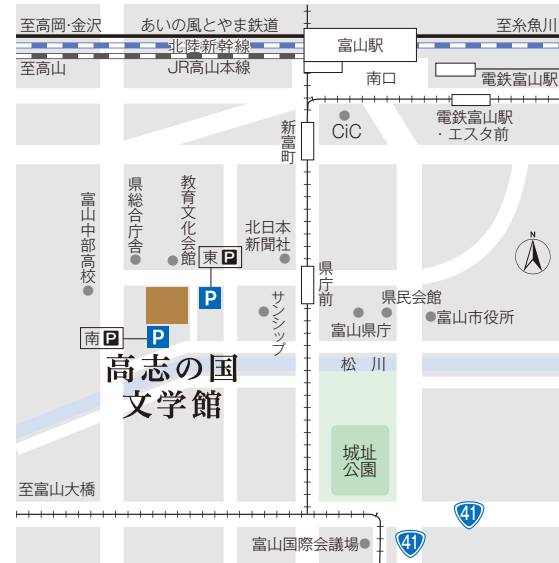 至高岡・金沢
あいの風とやま鉄道
富山駅
至糸魚川
北陸新幹線
至高山
JR高山本線
南口
電鉄富山駅
新富町
CiC
電鉄富山駅
・エスタ前
富山中部高校
県総合庁舎
教育文化会館
北日本
新聞社
東 P
N
県庁前
P
サンシップ
県民会館
富山県庁
富山市役所
南 P
P
高志の国
文学館
松川
城址
公園
至富山大橋
41
富山国際会議場
41